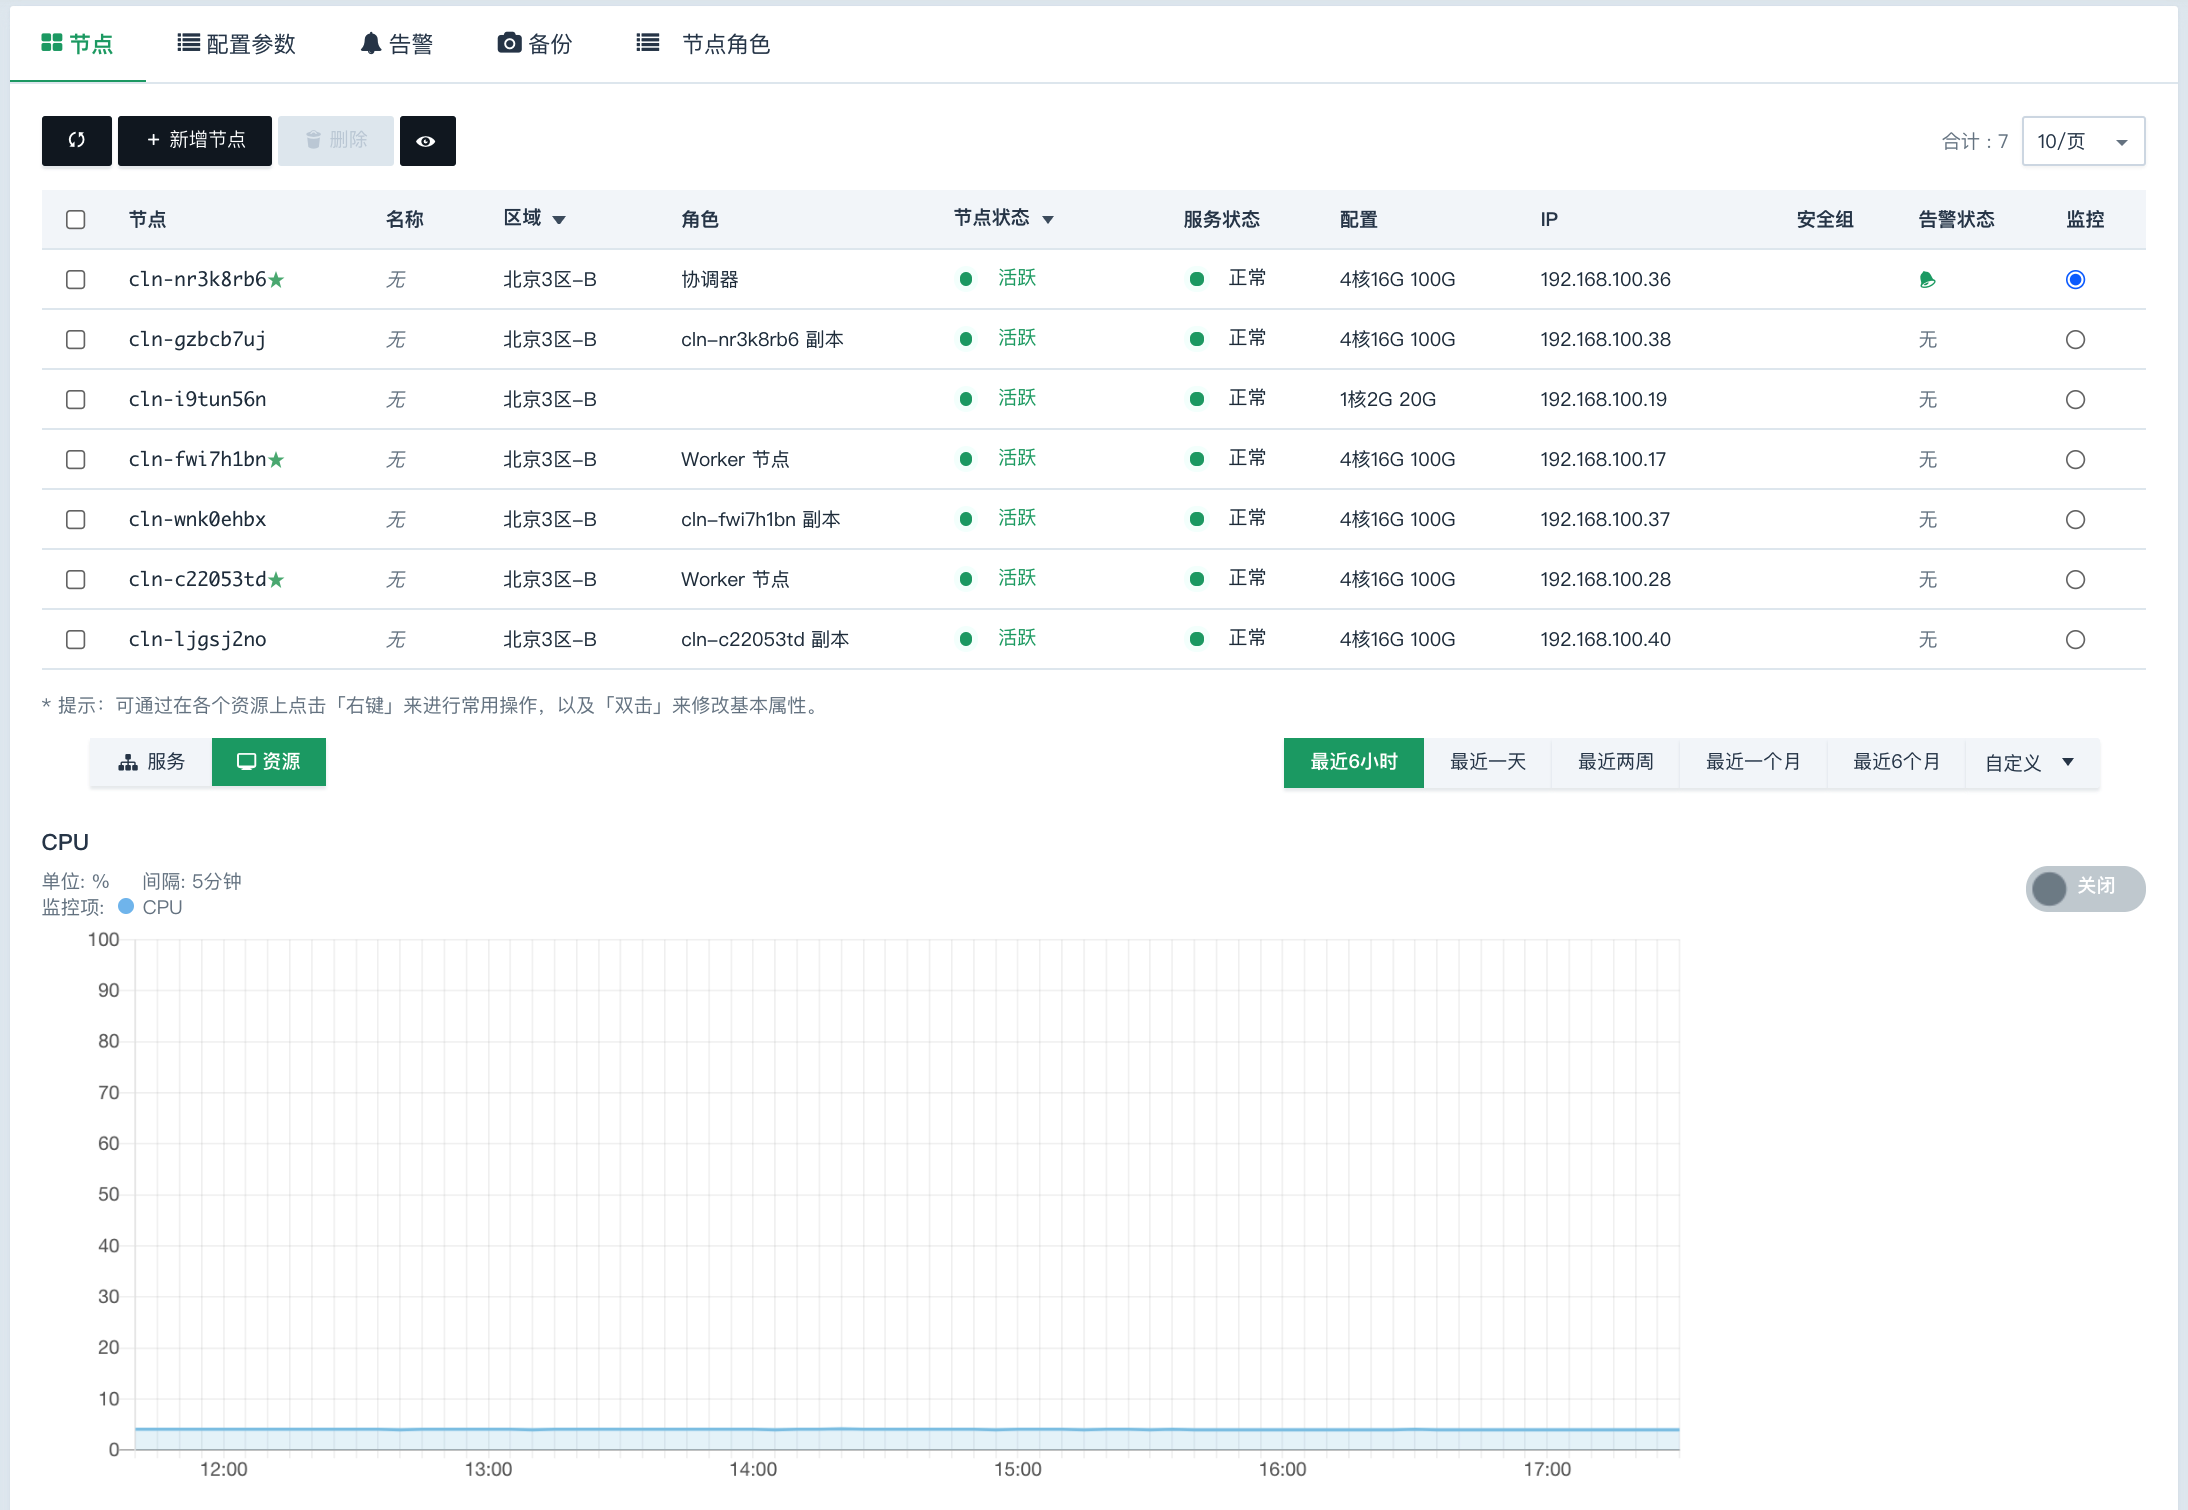 节点 配置参数 告警 备份 节点角色
+ 新增节点 删除 合计：7 10/页
节点 名称 区域 角色 节点状态 服务状态 配置 IP 安全组 告警状态 监控
cln-nr3k8rb6★ 无 北京3区-B 协调器 活跃 正常 4核16G 100G 192.168.100.36
cln-gzbcb7uj 无 北京3区-B cln-nr3k8rb6 副本 活跃 正常 4核16G 100G 192.168.100.38 无
cln-i9tun56n 无 北京3区-B 活跃 正常 1核2G 20G 192.168.100.19 无
cln-fwi7h1bn★ 无 北京3区-B Worker 节点 活跃 正常 4核16G 100G 192.168.100.17 无
cln-wnk0ehbx 无 北京3区-B cln-fwi7h1bn 副本 活跃 正常 4核16G 100G 192.168.100.37 无
cln-c22053td★ 无 北京3区-B Worker 节点 活跃 正常 4核16G 100G 192.168.100.28 无
cln-ljgsj2no 无 北京3区-B cln-c22053td 副本 活跃 正常 4核16G 100G 192.168.100.40 无
* 提示：可通过在各个资源上点击「右键」来进行常用操作，以及「双击」来修改基本属性。
服务 资源 最近6小时 最近一天 最近两周 最近一个月 最近6个月 自定义
CPU
单位: % 间隔: 5分钟
监控项: CPU
关闭
100
90
80
70
60
50
40
30
20
10
0
12:00 13:00 14:00 15:00 16:00 17:00